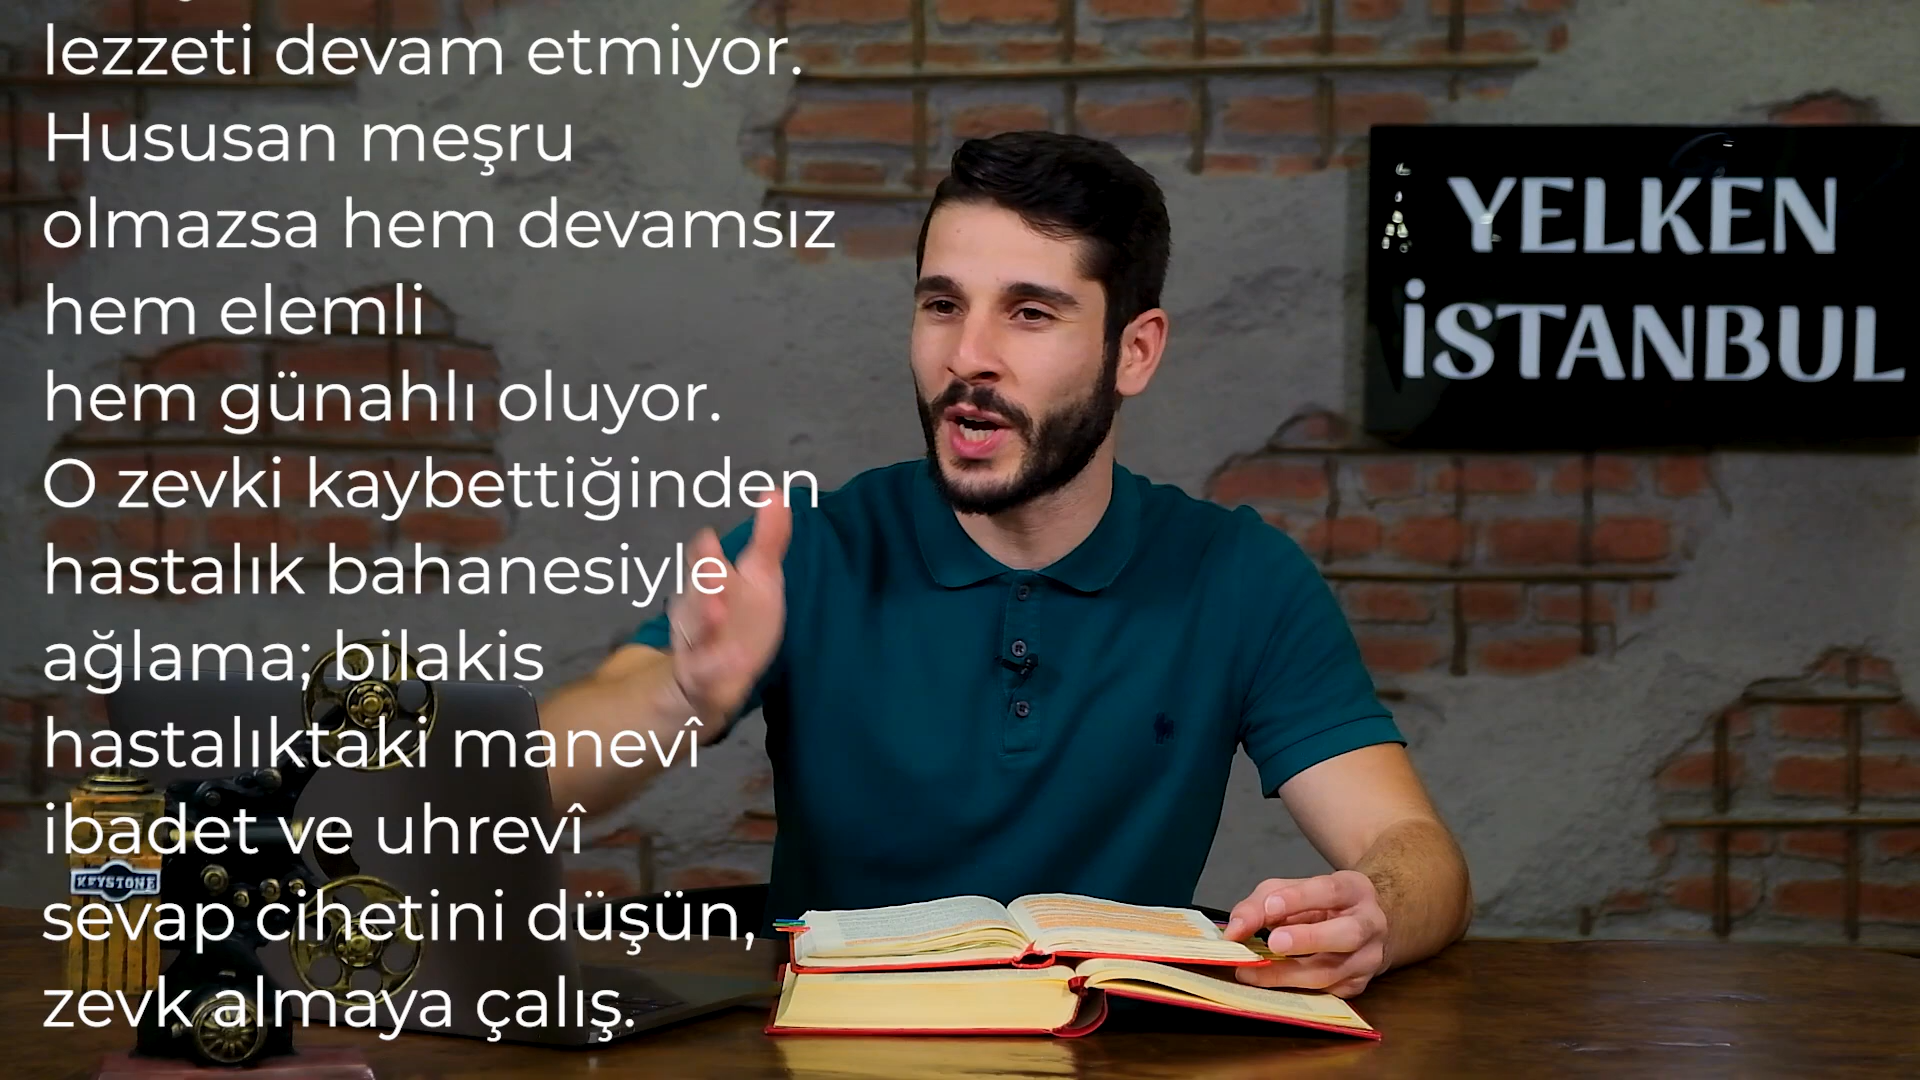 lezzeti devam etmiyor.
Hususan meşru
olmazsa hem devamsız
hem elemli
hem günahlı oluyor.
O zevki kaybettiğinden
hastalık bahanesiyle
ağlama; bilakis
hastalıktaki manevî
ibadet ve uhrevî
sevap cihetini düşün,
zevk almaya çalış.
YELKEN
İSTANBUL
KEYSTONE